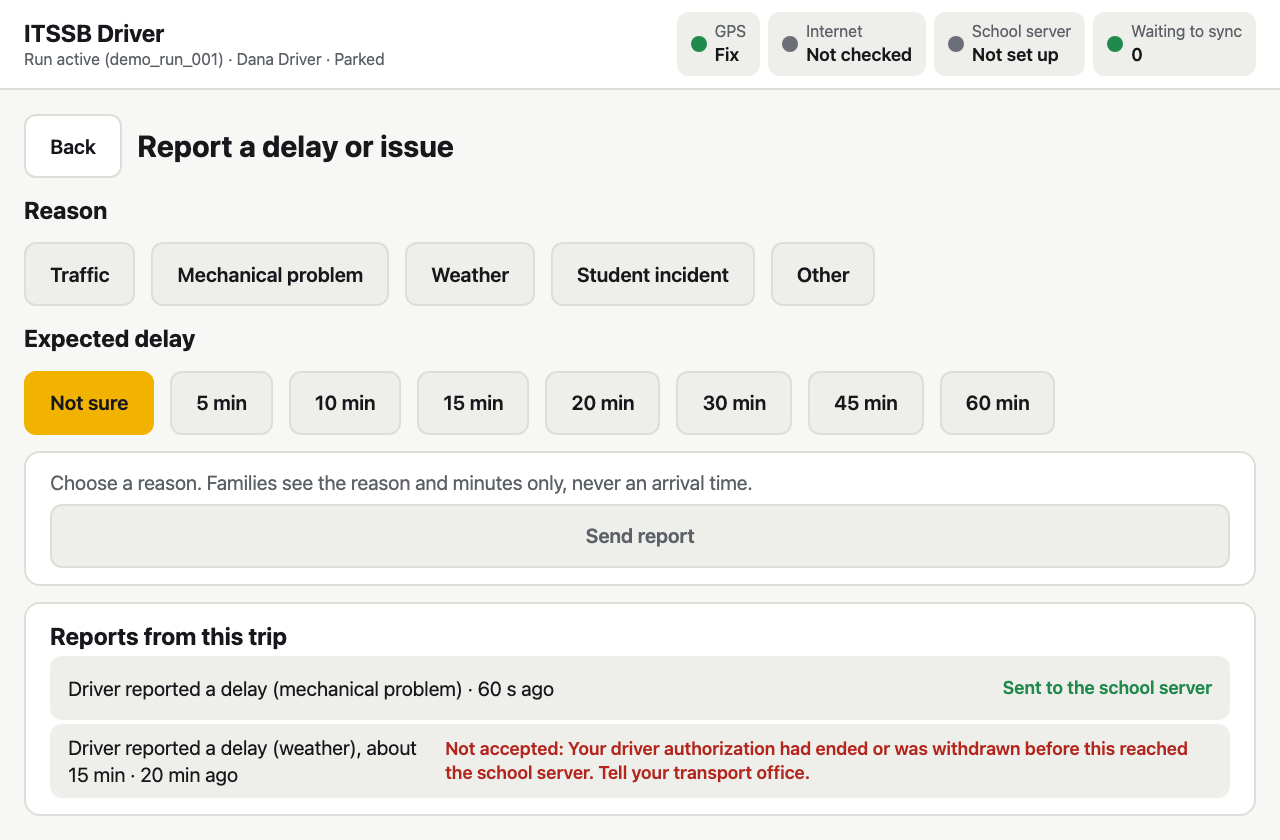 ITSSB Driver
Run active (demo_run_001) · Dana Driver · Parked
GPS
Fix
Internet
Not checked
School server
Not set up
Waiting to sync
0
Back
Report a delay or issue
Reason
Traffic
Mechanical problem
Weather
Student incident
Other
Expected delay
Not sure
5 min
10 min
15 min
20 min
30 min
45 min
60 min
Choose a reason. Families see the reason and minutes only, never an arrival time.
Send report
Reports from this trip
Driver reported a delay (mechanical problem) · 60 s ago
Sent to the school server
Driver reported a delay (weather), about
15 min · 20 min ago
Not accepted: Your driver authorization had ended or was withdrawn before this reached
the school server. Tell your transport office.